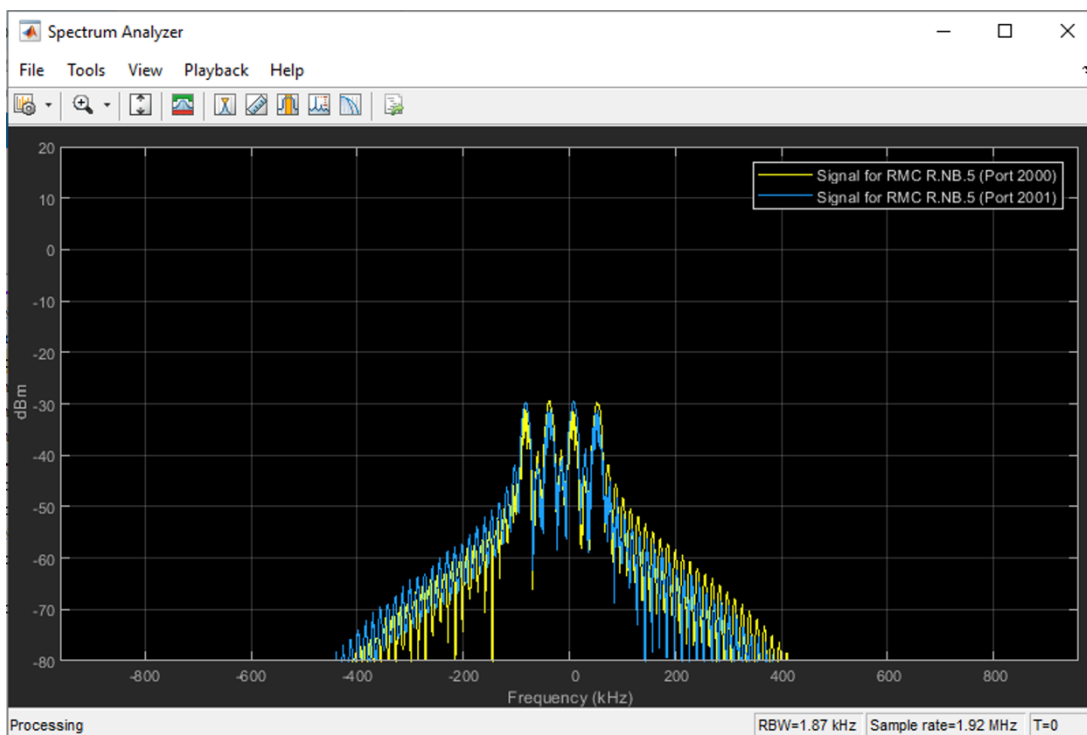 Spectrum Analyzer
File Tools View Playback Help
20
10
0
-10
-20
-30
-40
-50
-60
-70
-80
dBm
Signal for RMC R.NB.5 (Port 2000)
Signal for RMC R.NB.5 (Port 2001)
-800 -600 -400 -200 0 200 400 600 800
Frequency (kHz)
Processing RBW=1.87 kHz Sample rate=1.92 MHz T=0